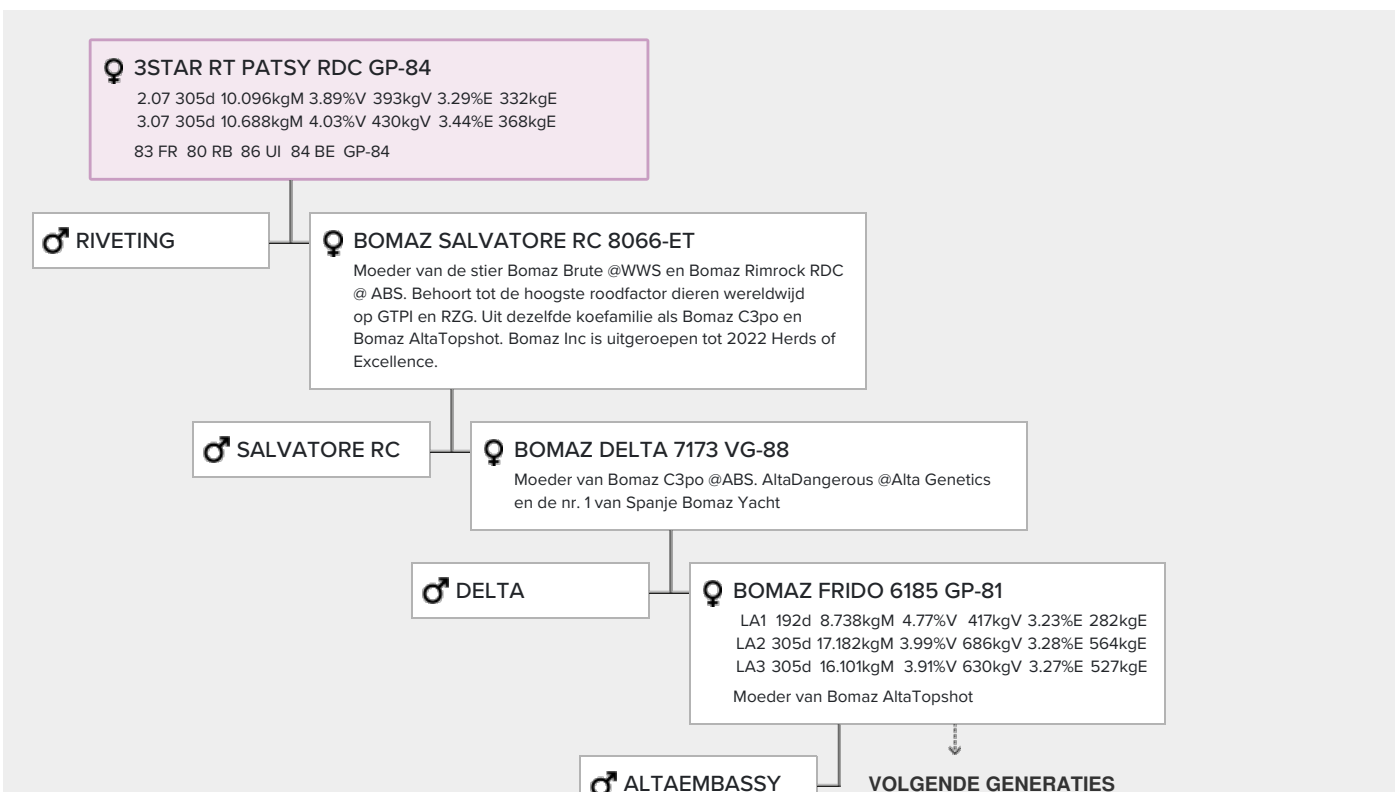 3STAR RT PATSY RDC GP-84
2.07 305d 10.096kgM 3.89%V 393kgV 3.29%E 332kgE
3.07 305d 10.688kgM 4.03%V 430kgV 3.44%E 368kgE
83 FR 80 RB 86 UI 84 BE GP-84
RIVETING
BOMAZ SALVATORE RC 8066-ET
Moeder van de stier Bomaz Brute @WWS en Bomaz Rimrock RDC
@ ABS. Behoort tot de hoogste roodfactor dieren wereldwijd
op GTPI en RZG. Uit dezelfde koefamilie als Bomaz C3po en
Bomaz AltaTopshot. Bomaz Inc is uitgeroepen tot 2022 Herds of
Excellence.
SALVATORE RC
BOMAZ DELTA 7173 VG-88
Moeder van Bomaz C3po @ABS. AltaDangerous @Alta Genetics
en de nr. 1 van Spanje Bomaz Yacht
DELTA
BOMAZ FRIDO 6185 GP-81
LA1 192d 8.738kgM 4.77%V 417kgV 3.23%E 282kgE
LA2 305d 17.182kgM 3.99%V 686kgV 3.28%E 564kgE
LA3 305d 16.101kgM 3.91%V 630kgV 3.27%E 527kgE
Moeder van Bomaz AltaTopshot
ALTAEMBASSY
VOLGENDE GENERATIES